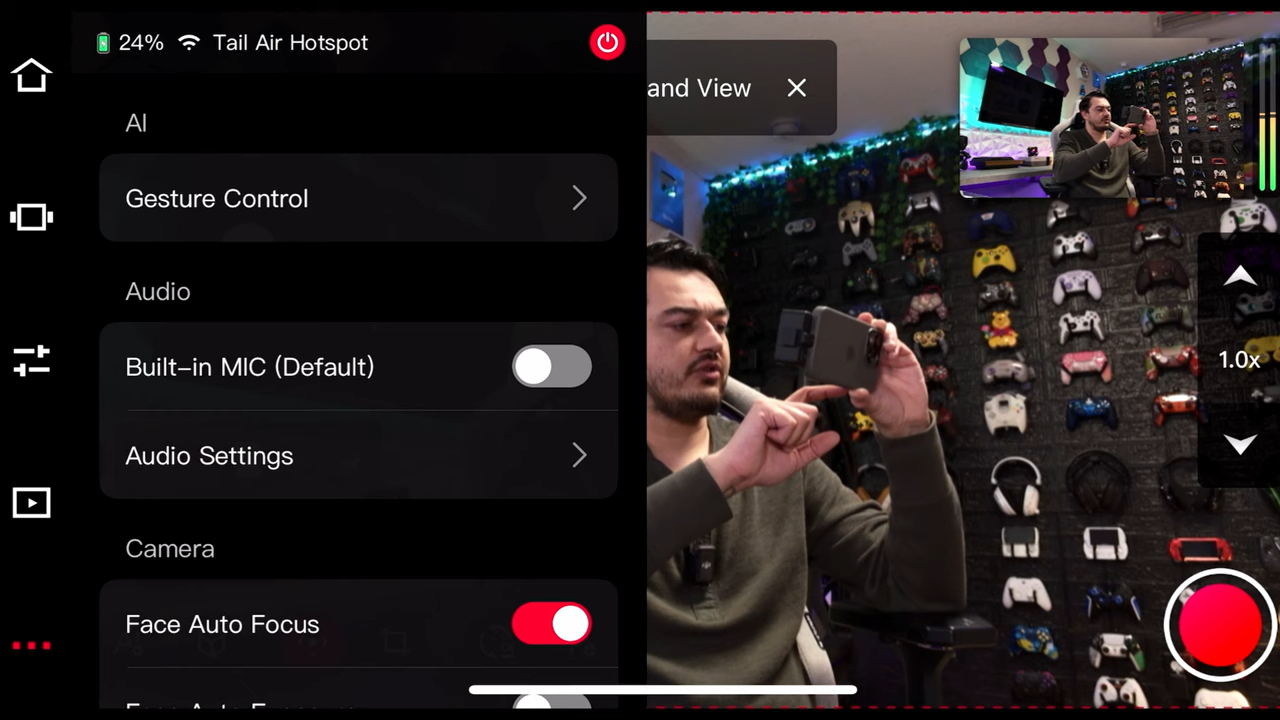 24% Tail Air Hotspot
AI
Gesture Control
Audio
Built-in MIC (Default)
Audio Settings
Camera
Face Auto Focus
and View
1.0x